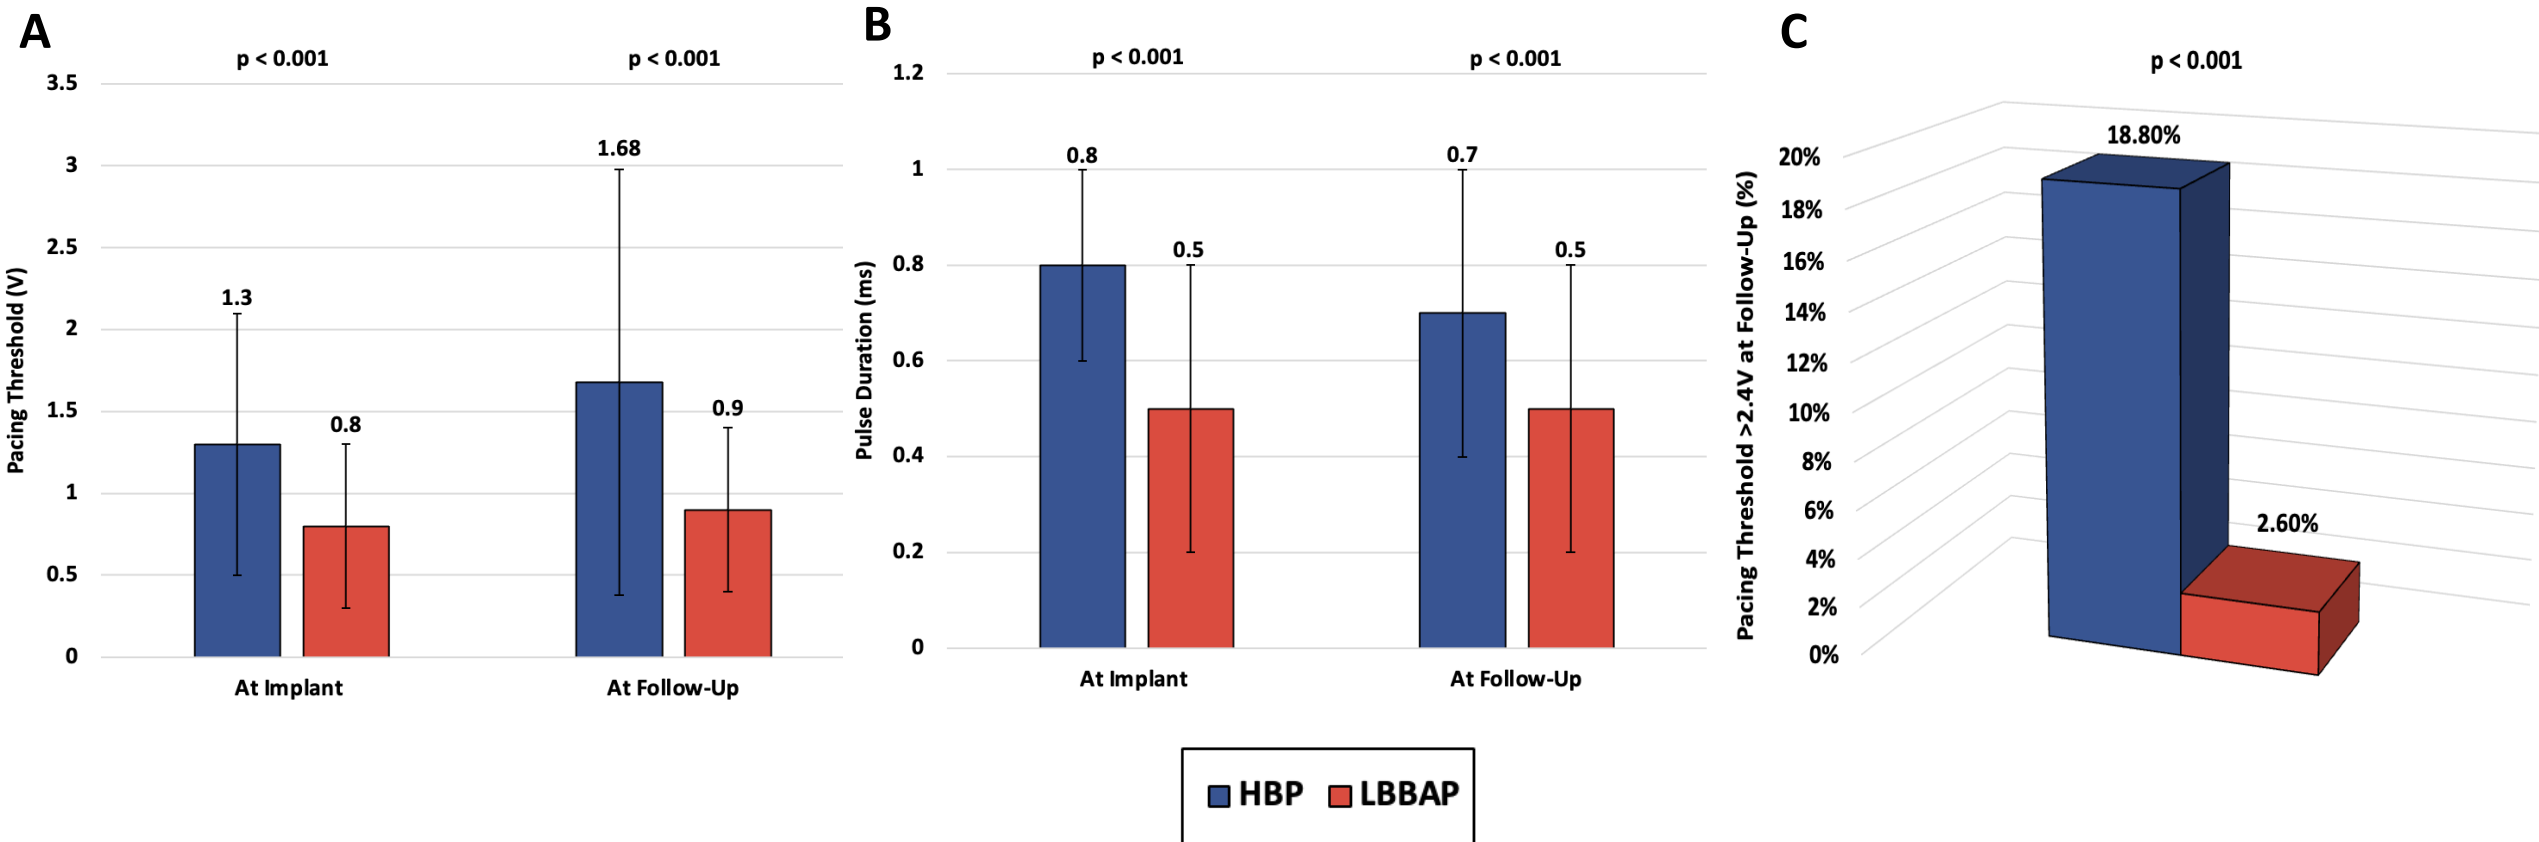 A
p < 0.001
p < 0.001
Pacing Threshold (V)
3.5
3
2.5
2
1.5
1
0.5
0
1.3
0.8
1.68
0.9
At Implant
At Follow-Up
B
p < 0.001
p < 0.001
Pulse Duration (ms)
1.2
1
0.8
0.6
0.4
0.2
0
0.8
0.5
0.7
0.5
At Implant
At Follow-Up
C
p < 0.001
Pacing Threshold >2.4V at Follow-Up (%)
20%
18%
16%
14%
12%
10%
8%
6%
4%
2%
0%
18.80%
2.60%
HBP
LBBAP